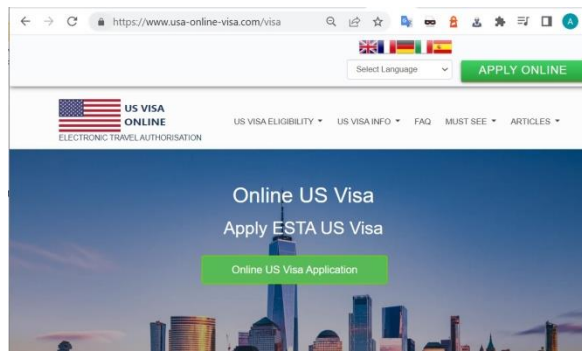 https://www.usa-online-visa.com/visa
Select Language
APPLY ONLINE
US VISA
ONLINE
ELECTRONIC TRAVEL AUTHORISATION
US VISA ELIGIBILITY US VISA INFO FAQ MUST SEE ARTICLES
Online US Visa
Apply ESTA US Visa
Online US Visa Application